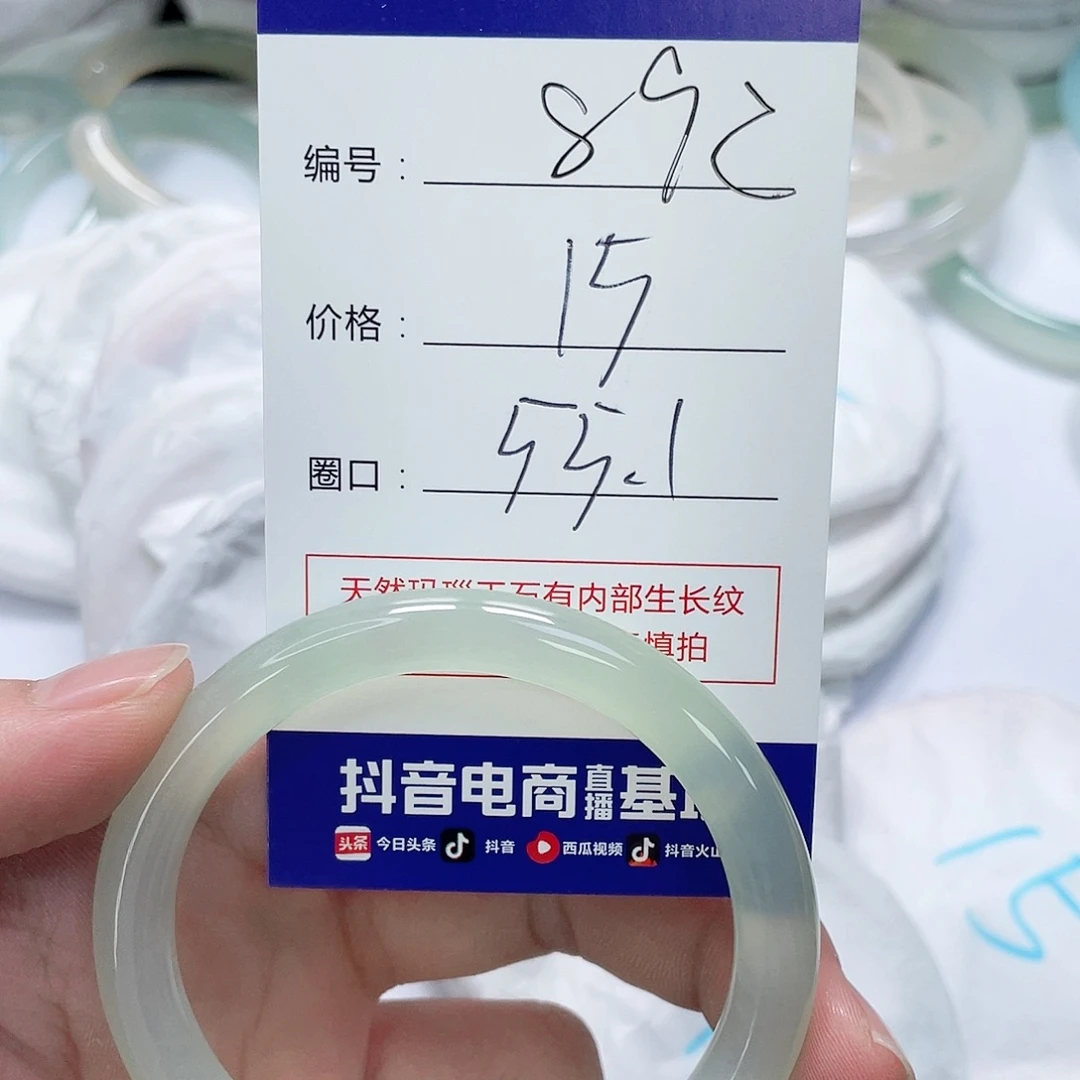 编号: 892
价格: 15
圈口: 55.1
天然玛瑙玉石有内部生长纹
慎拍
抖音电商直播基
头条 今日头条 抖音 西瓜视频 抖音火山